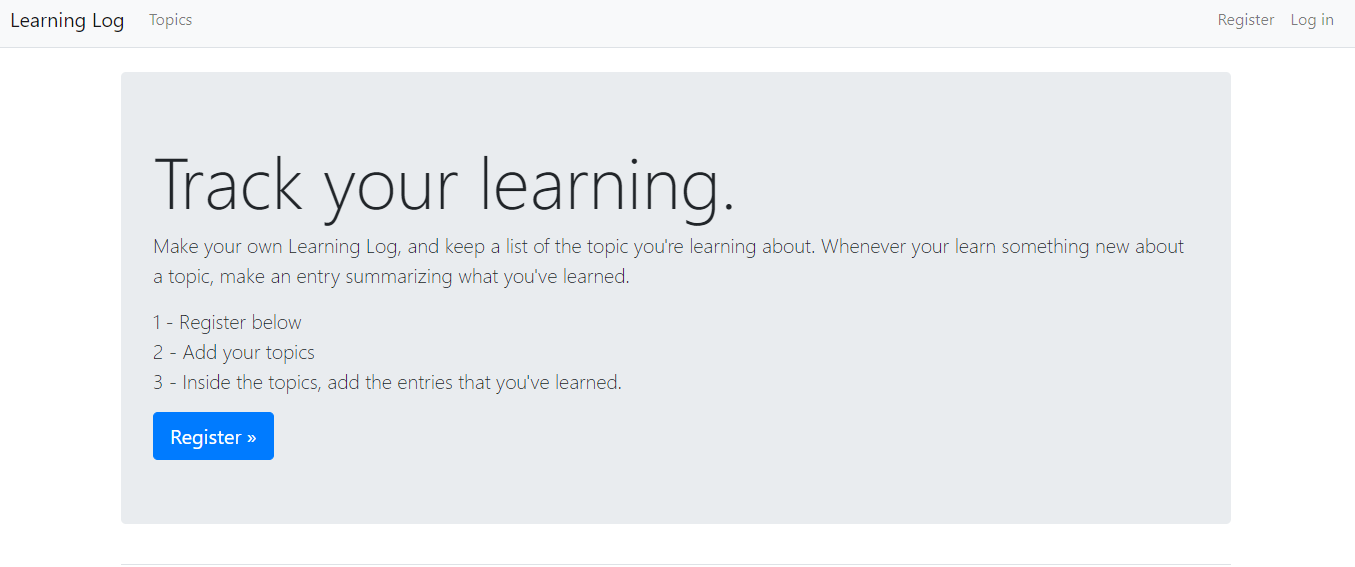 Learning Log Topics Register Log in
Track your learning.
Make your own Learning Log, and keep a list of the topic you're learning about. Whenever your learn something new about
a topic, make an entry summarizing what you've learned.
1 - Register below
2 - Add your topics
3 - Inside the topics, add the entries that you've learned.
Register »